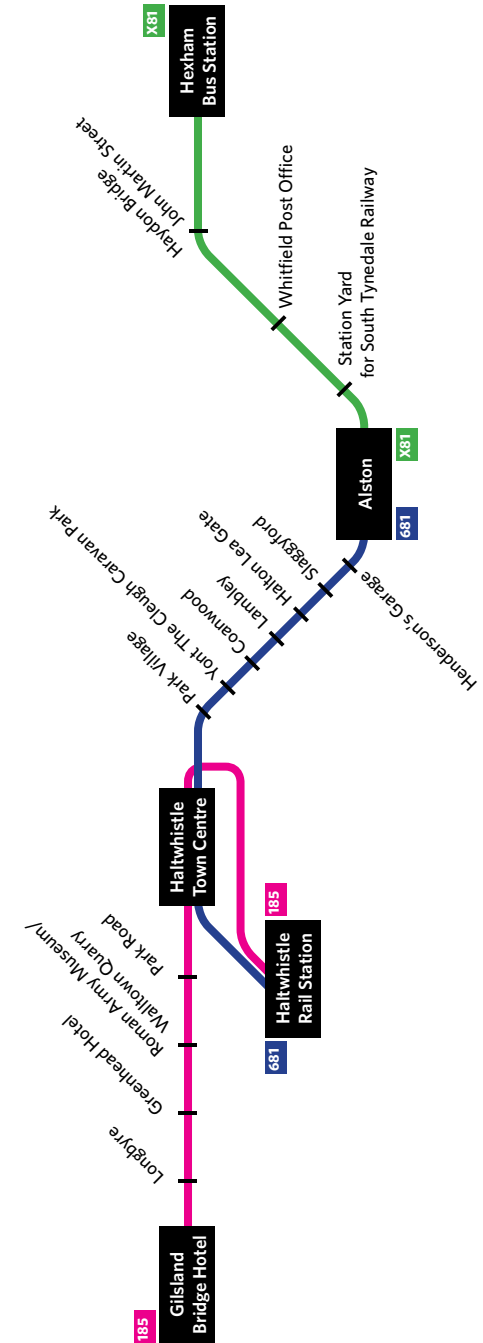 185
Gilsland
Bridge Hotel
Longbyre
Greenhead Hotel
Roman Army Museum/
Walltown Quarry
Park Road
Haltwhistle
Town Centre
681
Haltwhistle
Rail Station
185
Park Village
Yont The Cleugh Caravan Park
Coanwood
Lambley
Halton Lea Gate
Slaggyford
Henderson's Garage
681
Alston
X81
Station Yard
for South Tynedale Railway
Whitfield Post Office
Haydon Bridge
John Martin Street
Hexham
Bus Station
X81